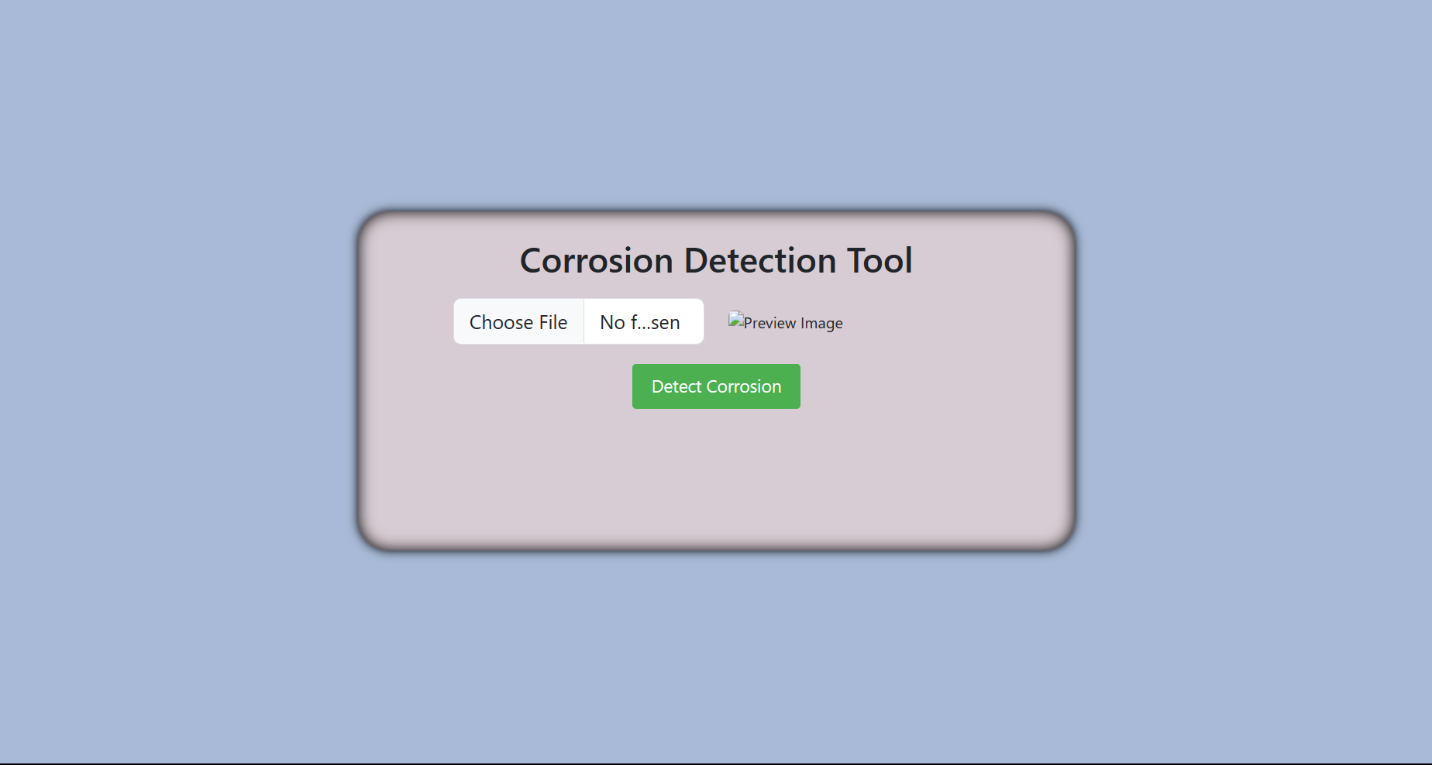 Corrosion Detection Tool
Choose File No f...sen Preview Image
Detect Corrosion